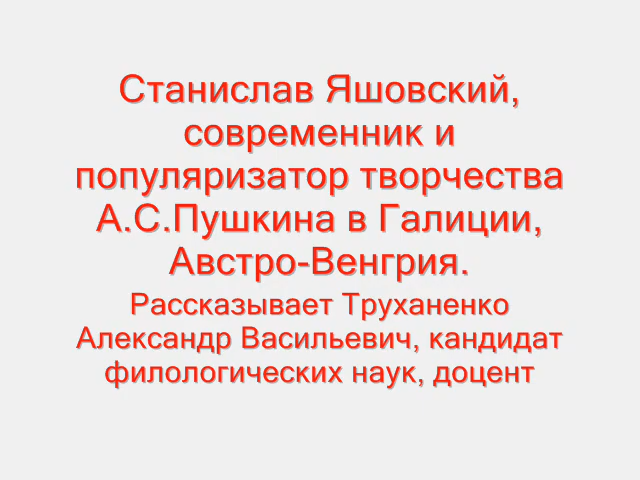 Станислав Яшовский,
современник и
популяризатор творчества
А.С.Пушкина в Галиции,
Австро-Венгрия.
Рассказывает Труханенко
Александр Васильевич, кандидат
филологических наук, доцент